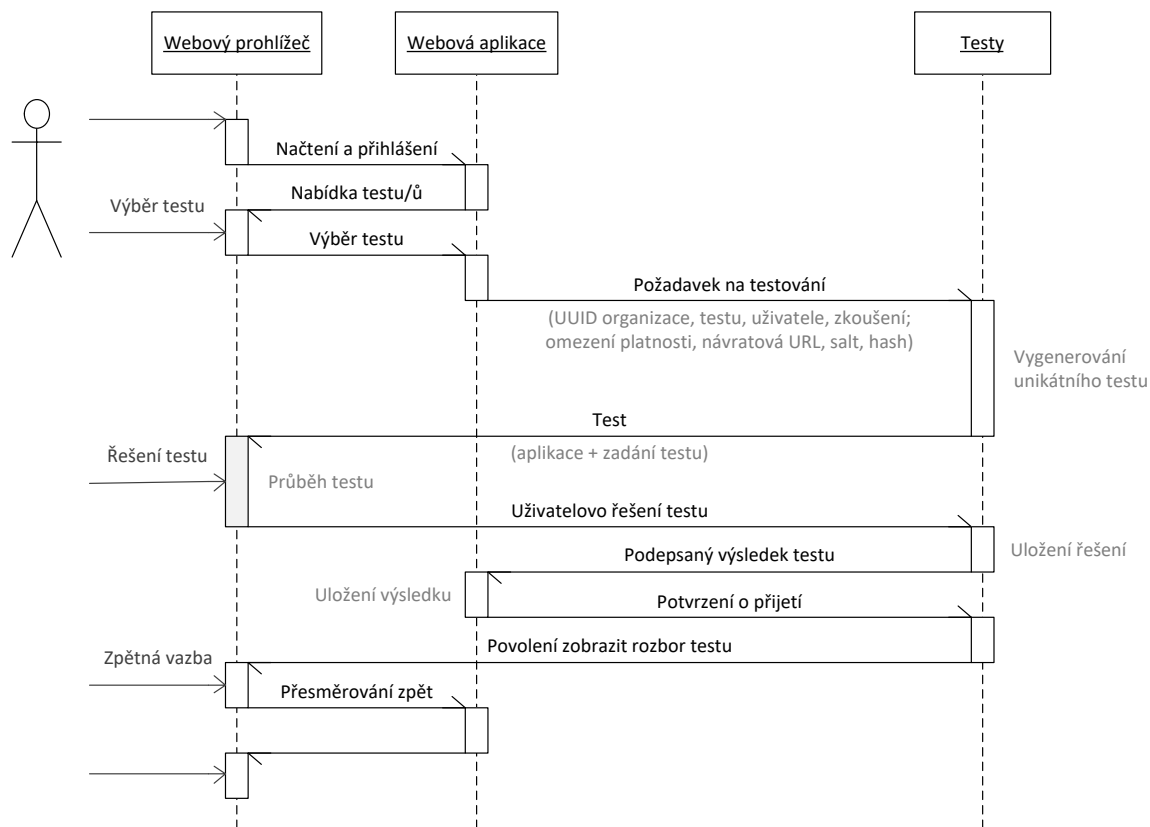 Webový prohlížeč
Webová aplikace
Testy
Načtení a přihlášení
Nabídka testu/ů
Výběr testu
Výběr testu
Požadavek na testování
(UUID organizace, testu, uživatele, zkoušení;
omezení platnosti, návratová URL, salt, hash)
Vygenerování
unikátního testu
Test
(aplikace + zadání testu)
Řešení testu
Průběh testu
Uživatelovo řešení testu
Uložení řešení
Podepsaný výsledek testu
Uložení výsledku
Potvrzení o přijetí
Povolení zobrazit rozbor testu
Zpětná vazba
Přesměrování zpět